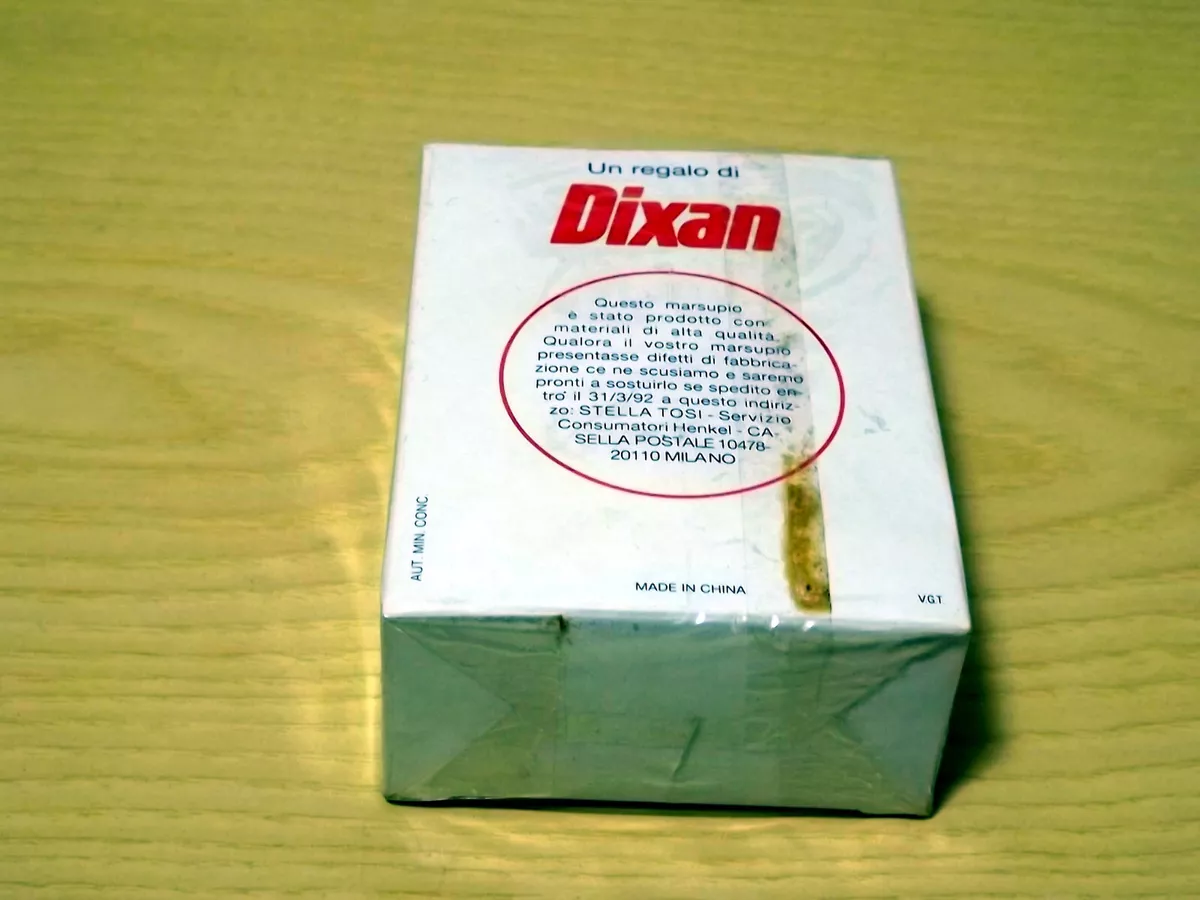 Un regalo di
Dixan
Questo marsupio
è stato prodotto con
materiali di alta qualità.
Qualora il vostro marsupio
presentasse difetti di fabbrica-
zione ce ne scusiamo e saremo
pronti a sostuirlo se spedito en-
tro il 31/3/92 a questo indiriz-
zo: STELLA TOSI - Servizio
Consumatori Henkel - CA-
SELLA POSTALE 10478-
20110 MILANO
AUT. MIN. CONC.
MADE IN CHINA
V.G.T